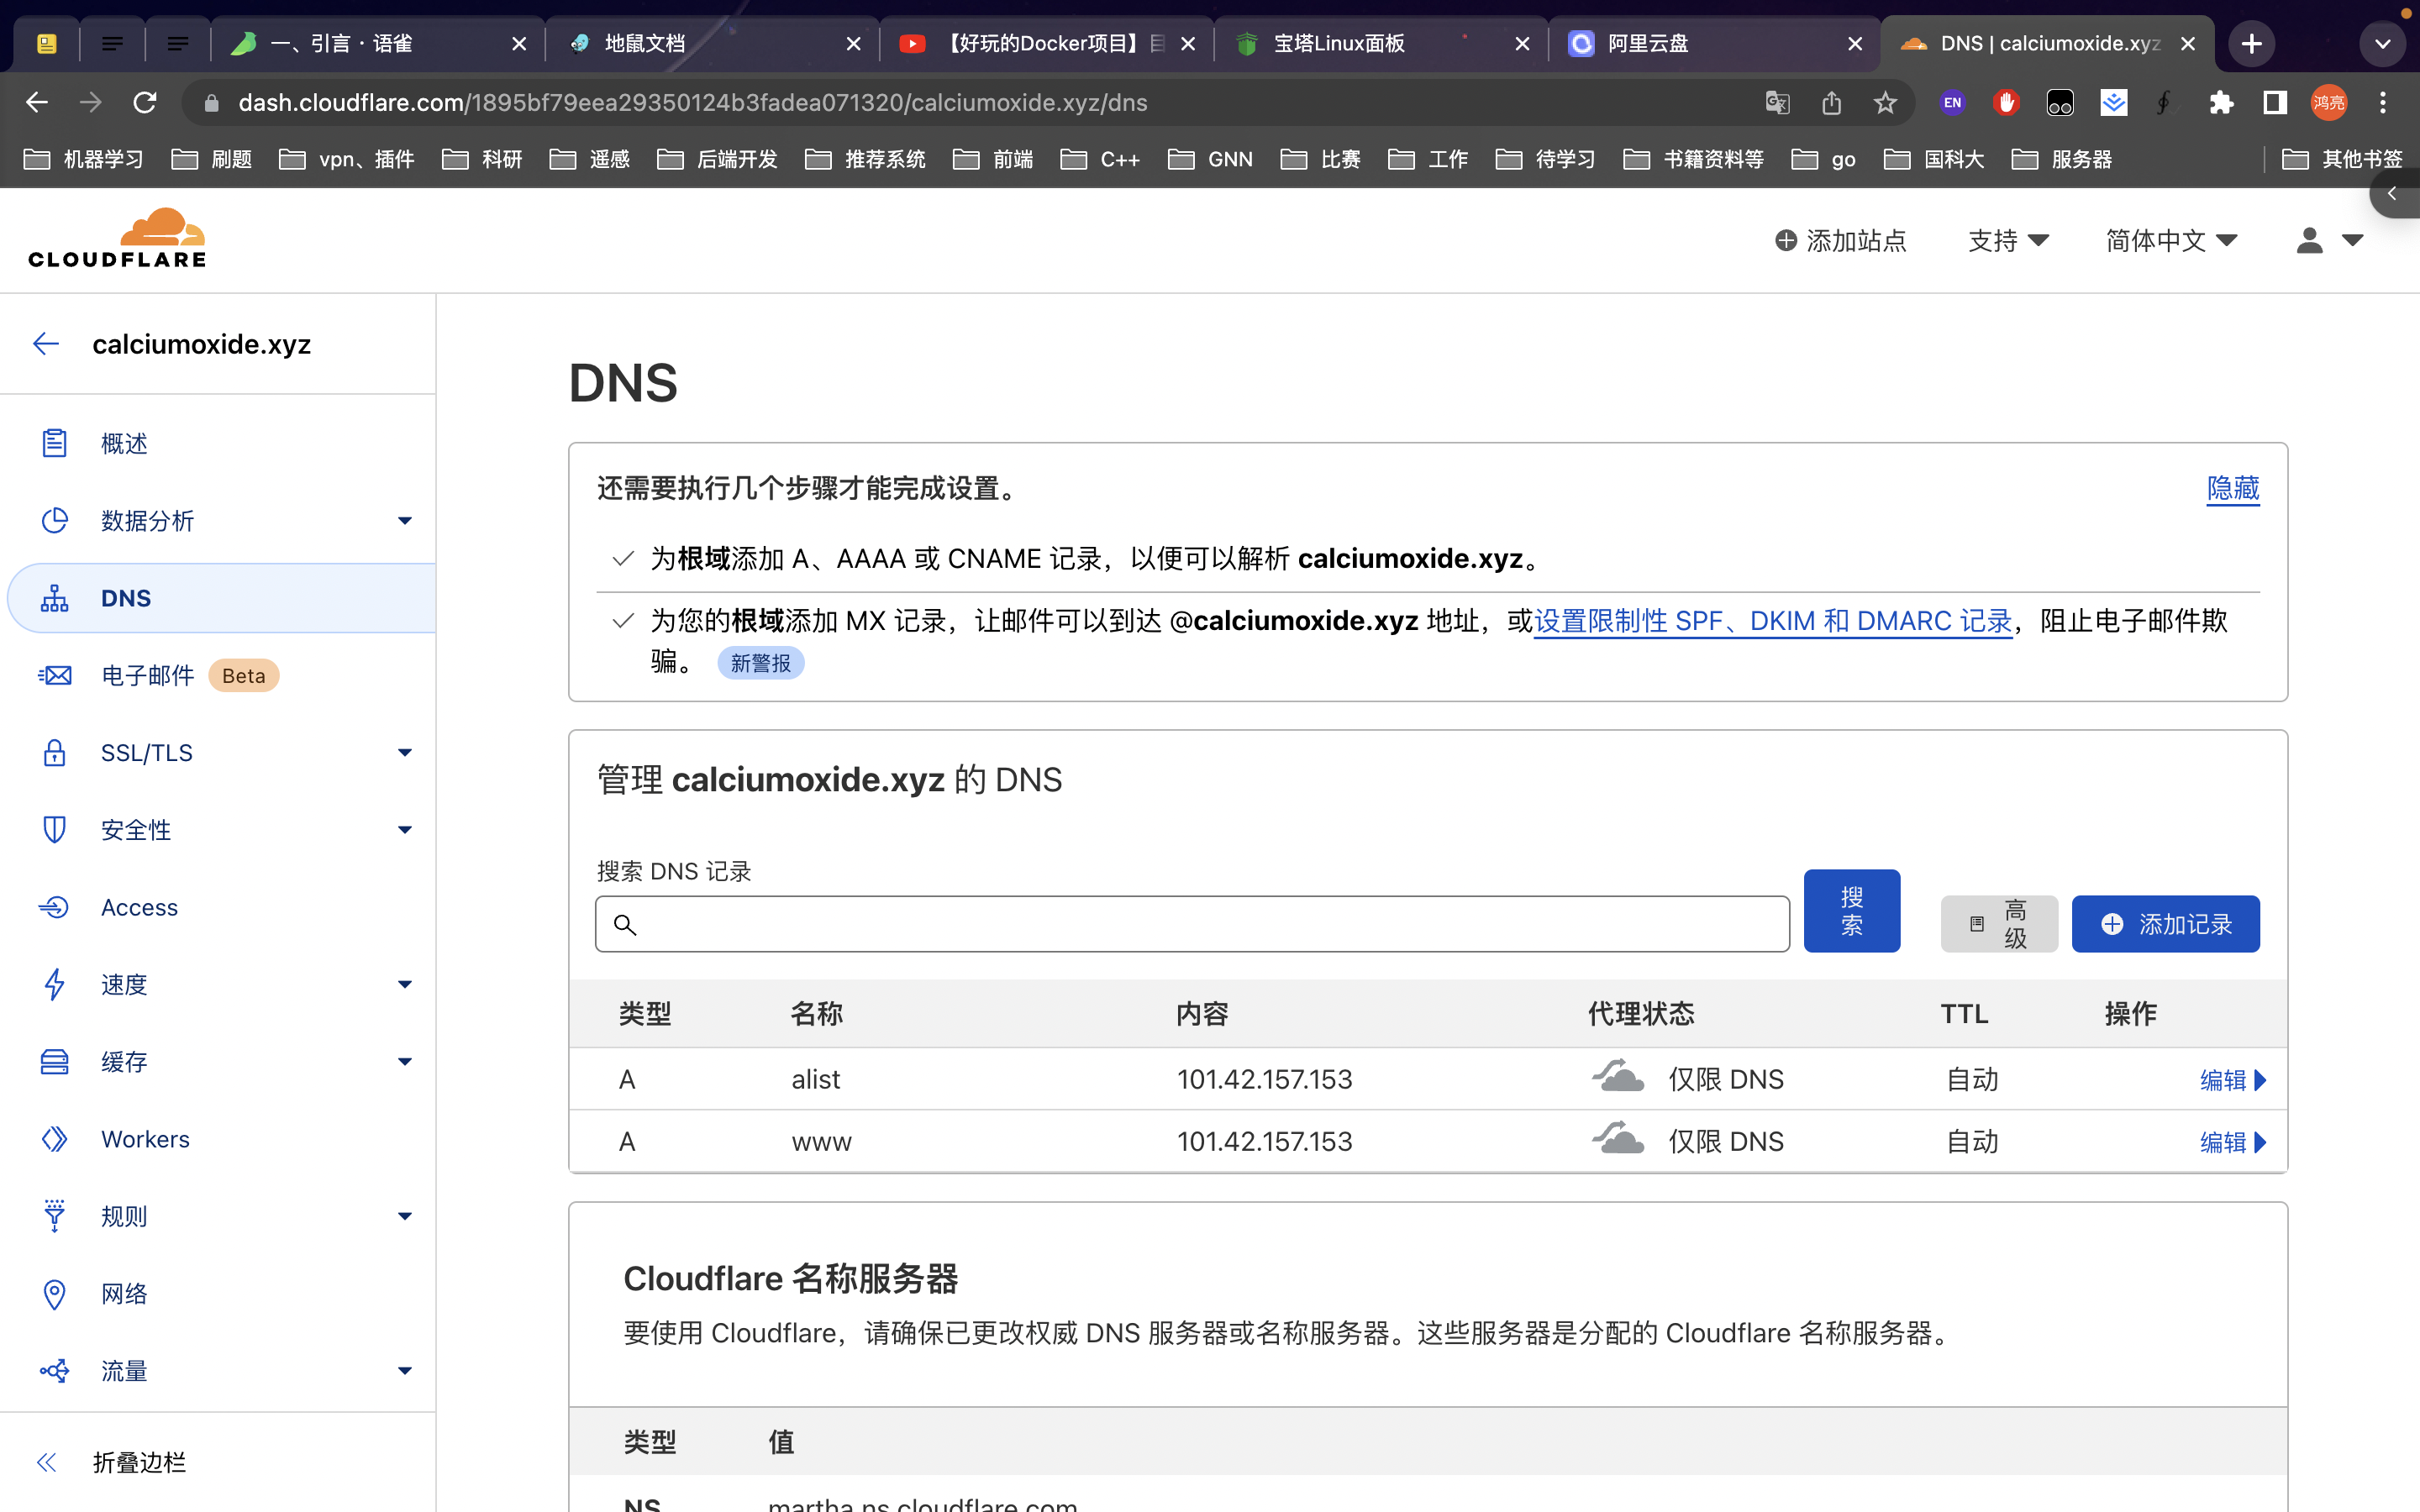 一、引言 · 语雀
地鼠文档
【好玩的Docker项目】
宝塔Linux面板
阿里云盘
DNS | calciumoxide.xyz
dash.cloudflare.com/1895bf79eea29350124b3fadea071320/calciumoxide.xyz/dns
EN
鸿亮
机器学习 刷题 vpn、插件 科研 遥感 后端开发 推荐系统 前端 C++ GNN 比赛 工作 待学习 书籍资料等 go 国科大 服务器 其他书签
CLOUDFLARE
添加站点 支持 简体中文
calciumoxide.xyz
概述
数据分析
DNS
电子邮件 Beta
SSL/TLS
安全性
Access
速度
缓存
Workers
规则
网络
流量
折叠边栏
DNS
还需要执行几个步骤才能完成设置。 隐藏
为根域添加 A、AAAA 或 CNAME 记录，以便可以解析 calciumoxide.xyz。
为您的根域添加 MX 记录，让邮件可以到达 @calciumoxide.xyz 地址，或设置限制性 SPF、DKIM 和 DMARC 记录，阻止电子邮件欺
骗。 新警报
管理 calciumoxide.xyz 的 DNS
搜索 DNS 记录
搜
索
高
级
添加记录
类型 名称 内容 代理状态 TTL 操作
A alist 101.42.157.153 仅限 DNS 自动 编辑
A www 101.42.157.153 仅限 DNS 自动 编辑
Cloudflare 名称服务器
要使用 Cloudflare，请确保已更改权威 DNS 服务器或名称服务器。这些服务器是分配的 Cloudflare 名称服务器。
类型 值
NS martha.ns.cloudflare.com